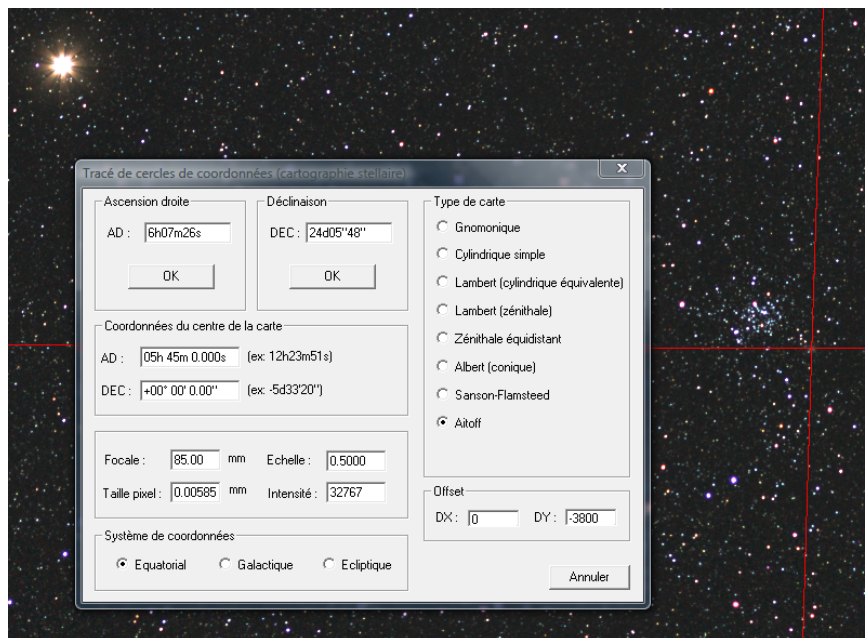 Tracé de cercles de coordonnées (cartographie stellaire)
x
Ascension droite
AD : 6h07m26s
OK
Déclinaison
DEC : 24d05''48''
OK
Coordonnées du centre de la carte
AD : 05h 45m 0.000s (ex: 12h23m51s)
DEC : +00° 00' 0.00'' (ex: -5d33'20'')
Focale : 85.00 mm Echelle : 0.5000
Taille pixel : 0.00585 mm Intensité : 32767
Système de coordonnées
Equatorial Galactique Ecliptique
Type de carte
Gnomonique
Cylindrique simple
Lambert (cylindrique équivalente)
Lambert (zénithale)
Zénithale équidistant
Albert (conique)
Sanson-Flamsteed
Aitoff
Offset
DX : 0 DY : -3800
Annuler